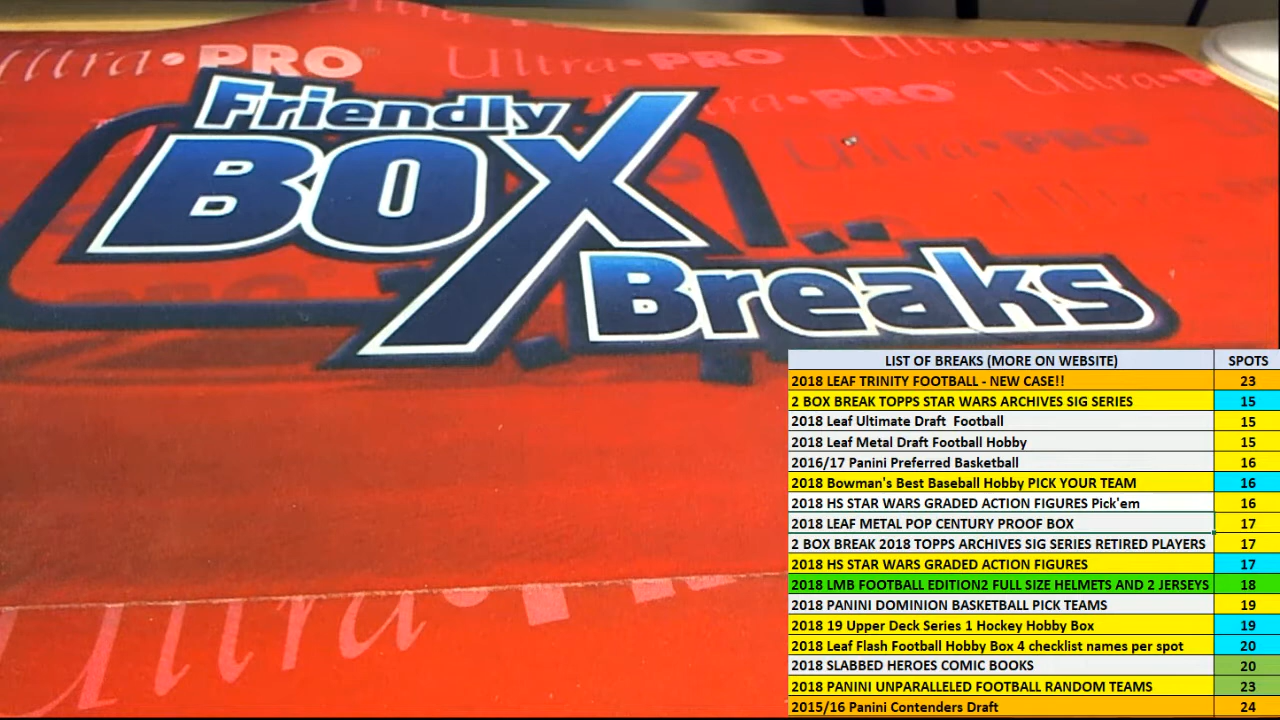 Ultra•PRO® Ultra•PRO Ultra•PRO
Ultra•PRO
Friendly
BOX
Breaks
LIST OF BREAKS (MORE ON WEBSITE) SPOTS
2018 LEAF TRINITY FOOTBALL - NEW CASE!! 23
2 BOX BREAK TOPPS STAR WARS ARCHIVES SIG SERIES 15
2018 Leaf Ultimate Draft  Football 15
2018 Leaf Metal Draft Football Hobby 15
2016/17 Panini Preferred Basketball 16
2018 Bowman's Best Baseball Hobby PICK YOUR TEAM 16
2018 HS STAR WARS GRADED ACTION FIGURES Pick'em 16
2018 LEAF METAL POP CENTURY PROOF BOX 17
2 BOX BREAK 2018 TOPPS ARCHIVES SIG SERIES RETIRED PLAYERS 17
2018 HS STAR WARS GRADED ACTION FIGURES 17
2018 LMB FOOTBALL EDITION2 FULL SIZE HELMETS AND 2 JERSEYS 18
2018 PANINI DOMINION BASKETBALL PICK TEAMS 19
2018 19 Upper Deck Series 1 Hockey Hobby Box 19
2018 Leaf Flash Football Hobby Box 4 checklist names per spot 20
2018 SLABBED HEROES COMIC BOOKS 20
2018 PANINI UNPARALLELED FOOTBALL RANDOM TEAMS 23
2015/16 Panini Contenders Draft 24